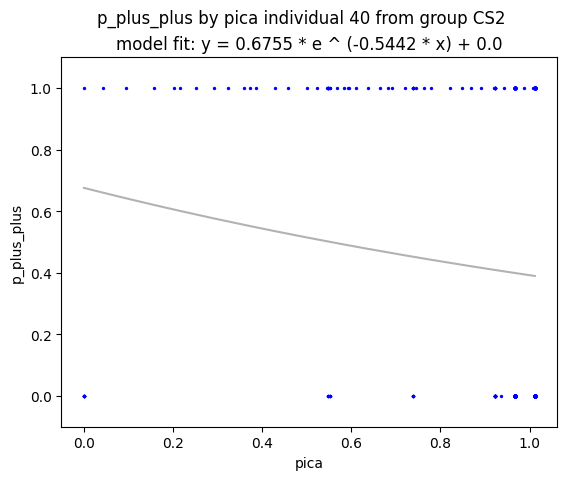 p_plus_plus by pica individual 40 from group CS2
model fit: y = 0.6755 * e ^ (-0.5442 * x) + 0.0
1.0
0.8
0.6
0.4
0.2
0.0
p_plus_plus
0.0 0.2 0.4 0.6 0.8 1.0
pica